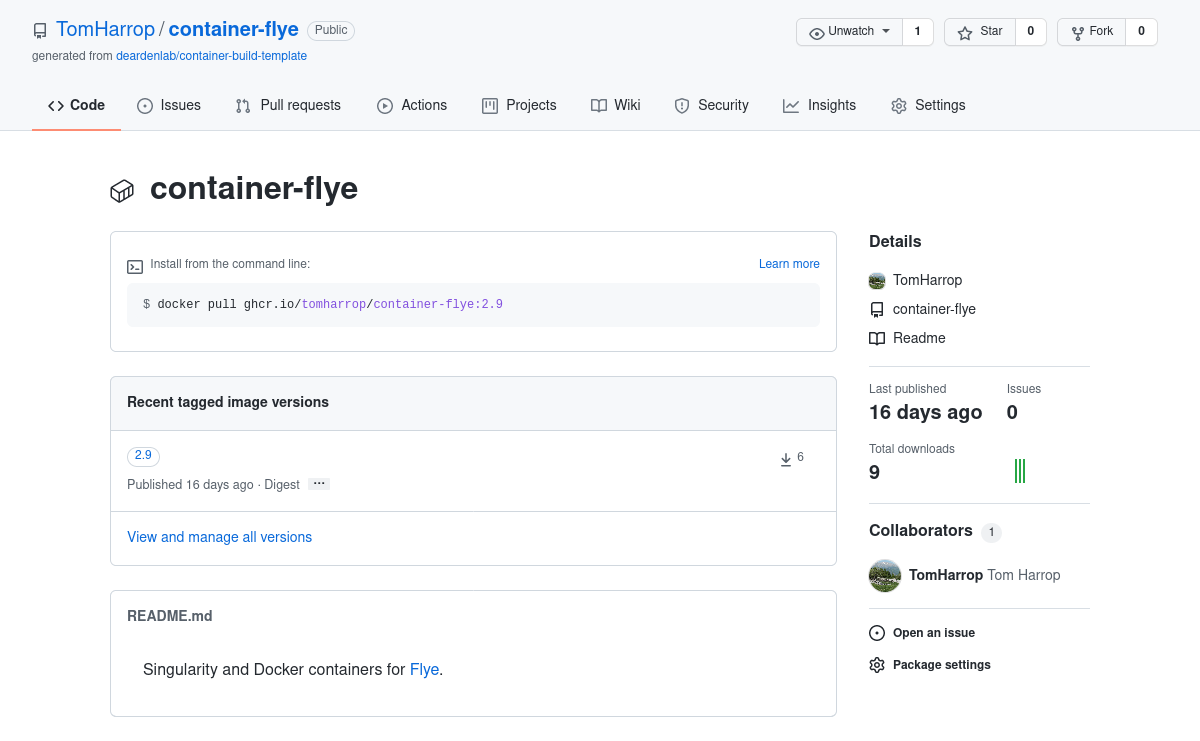 TomHarrop / container-flye Public
Unwatch 1 Star 0 Fork 0
generated from deardenlab/container-build-template
Code Issues Pull requests Actions Projects Wiki Security Insights Settings
container-flye
Install from the command line: Learn more
$ docker pull ghcr.io/tomharrop/container-flye:2.9
Recent tagged image versions
2.9
6
Published 16 days ago · Digest ...
View and manage all versions
README.md
Singularity and Docker containers for Flye.
Details
TomHarrop
container-flye
Readme
Last published Issues
16 days ago 0
Total downloads
9
Collaborators 1
TomHarrop Tom Harrop
Open an issue
Package settings